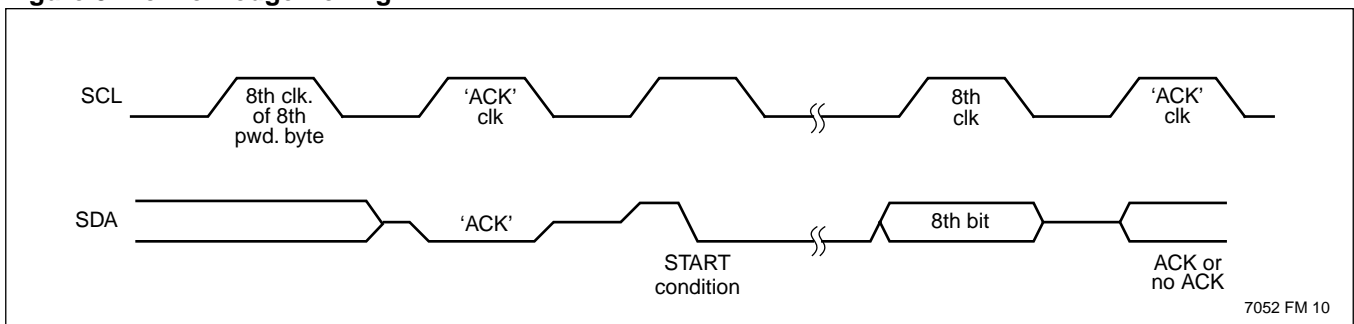 SCL
8th clk.
of 8th
pwd. byte
'ACK'
clk
8th
clk
'ACK'
clk
SDA
'ACK'
8th bit
START
condition
ACK or
no ACK
7052 FM 10